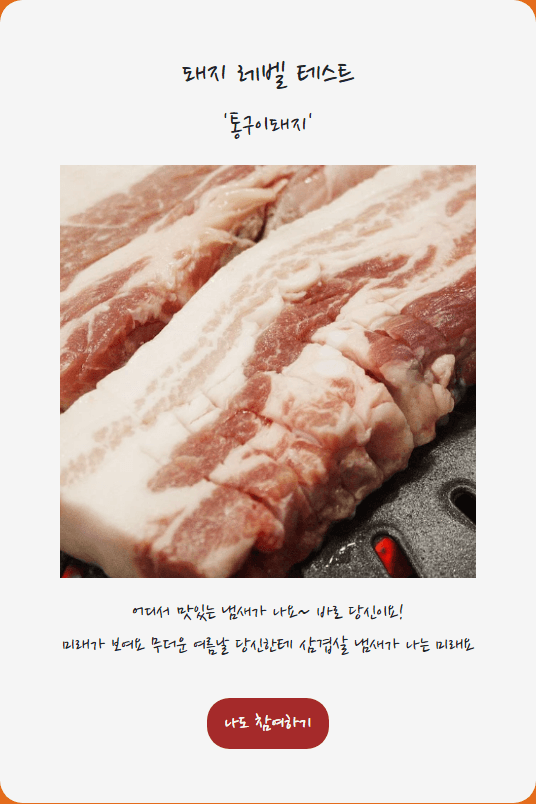 돼지 레벨 테스트
'통구이돼지'
어디서 맛있는 냄새가 나요~ 바로 당신이요!
미래가 보여요 무더운 여름날 당신한테 삼겹살 냄새가 나는 미래요
나도 참여하기